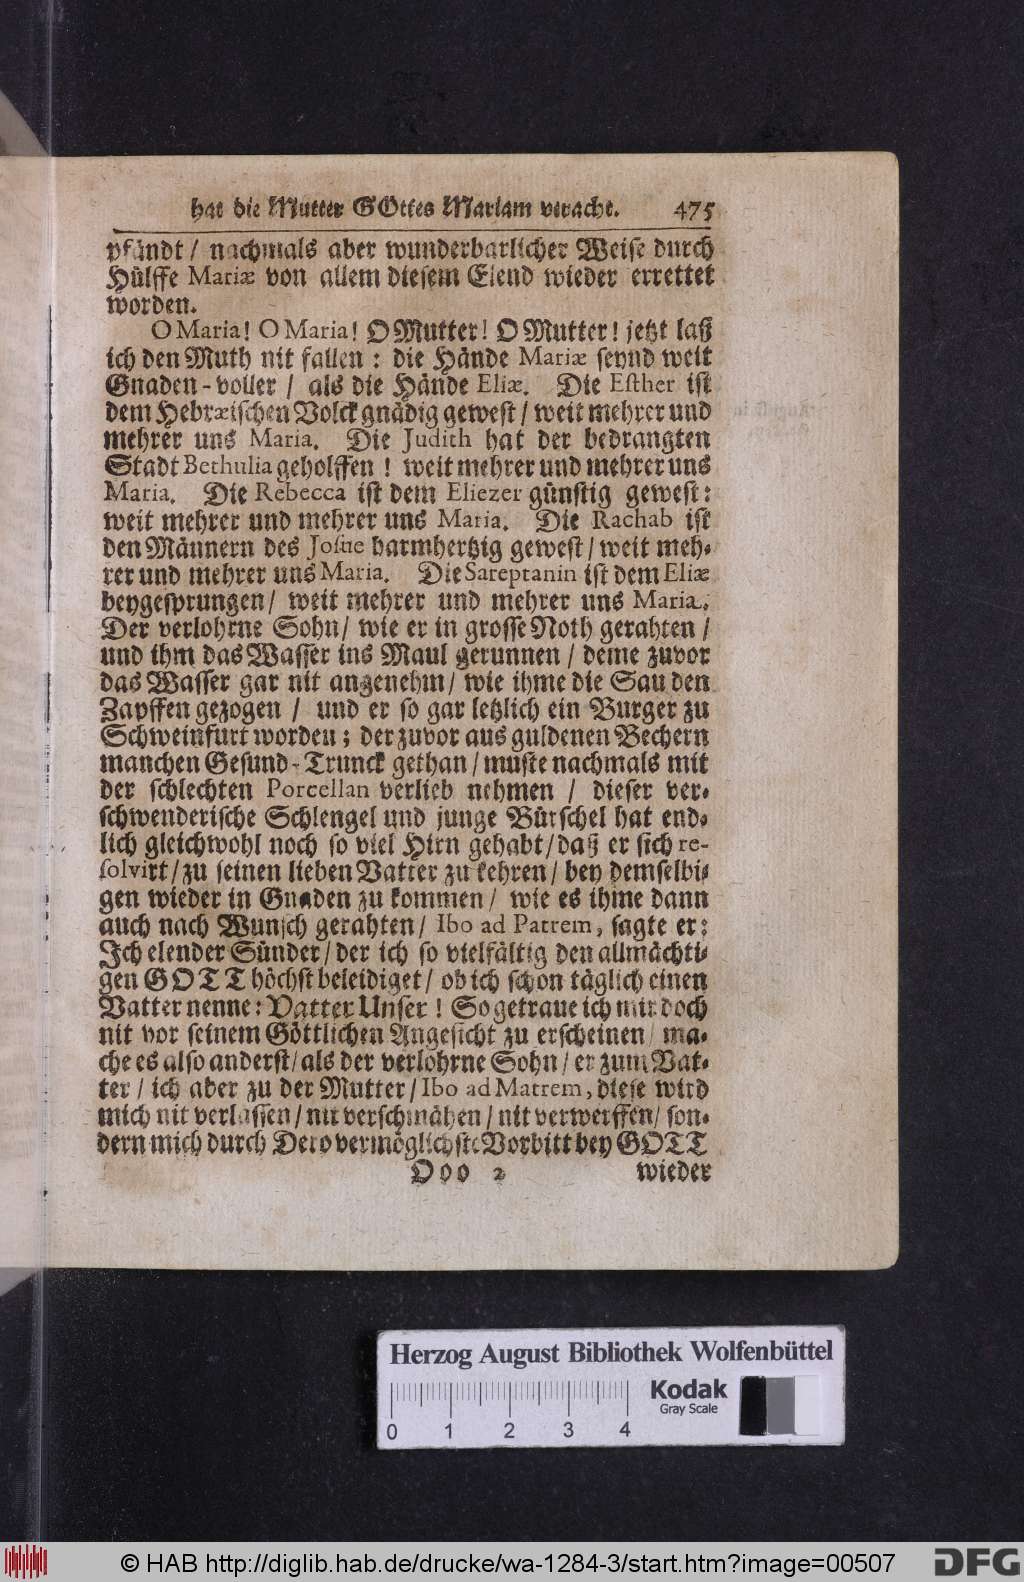 hat die Mutter GOttes Mariam veracht. 475
pfändt / nachmals aber wunderbarlicher Weise durch
Hülffe Mariæ von allem diesem Elend wieder errettet
worden.
O Maria! O Maria! O Mutter! O Mutter! jetzt laß
ich den Muth nit fallen : die Hände Mariæ seynd weit
Gnaden-voller / als die Hände Eliæ. Die Esther ist
dem Hebræischen Volck gnädig gewest / weit mehrer und
mehrer uns Maria. Die Judith hat der bedrangten
Stadt Bethulia geholffen ! weit mehrer und mehrer uns
Maria. Die Rebecca ist dem Eliezer günstig gewest:
weit mehrer und mehrer uns Maria. Die Rachab ist
den Männern des Josue barmhertzig gewest / weit meh-
rer und mehrer uns Maria. Die Sareptanin ist dem Eliæ
beygesprungen / weit mehrer und mehrer uns Maria.
Der verlohrne Sohn / wie er in grosse Noth gerahten /
und ihm das Wasser ins Maul gerunnen / deme zuvor
das Wasser gar nit angenehm / wie ihme die Sau den
Zapffen gezogen / und er so gar letzlich ein Burger zu
Schweinfurt worden ; der zuvor aus guldenen Bechern
manchen Gesund-Trunck gethan / muste nachmals mit
der schlechten Porcellan verlieb nehmen / dieser ver-
schwenderische Schlengel und junge Bürschel hat end-
lich gleichwohl noch so viel Hirn gehabt / daß er sich re-
solvirt / zu seinen lieben Vatter zu kehren / bey demselbi-
gen wieder in Gnaden zu kommen / wie es ihme dann
auch nach Wunsch gerahten / Ibo ad Patrem, sagte er:
Ich elender Sünder / der ich so vielfältig den allmächti-
gen GOTT höchst beleidiget / ob ich schon täglich einen
Vatter nenne: Vatter Unser ! So getraue ich mir doch
nit vor seinem Göttlichen Angesicht zu erscheinen / ma-
che es also anderst / als der verlohrne Sohn / er zum Vat-
ter / ich aber zu der Mutter / Ibo ad Matrem, diese wird
mich nit verlassen / nit verschmähen / nit verwerffen / son-
dern mich durch Dero vermöglichste Vorbitt bey GOTT
Ooo 2 wieder
Herzog August Bibliothek Wolfenbüttel
Kodak
Gray Scale
0 1 2 3 4
© HAB http://diglib.hab.de/drucke/wa-1284-3/start.htm?image=00507
DFG